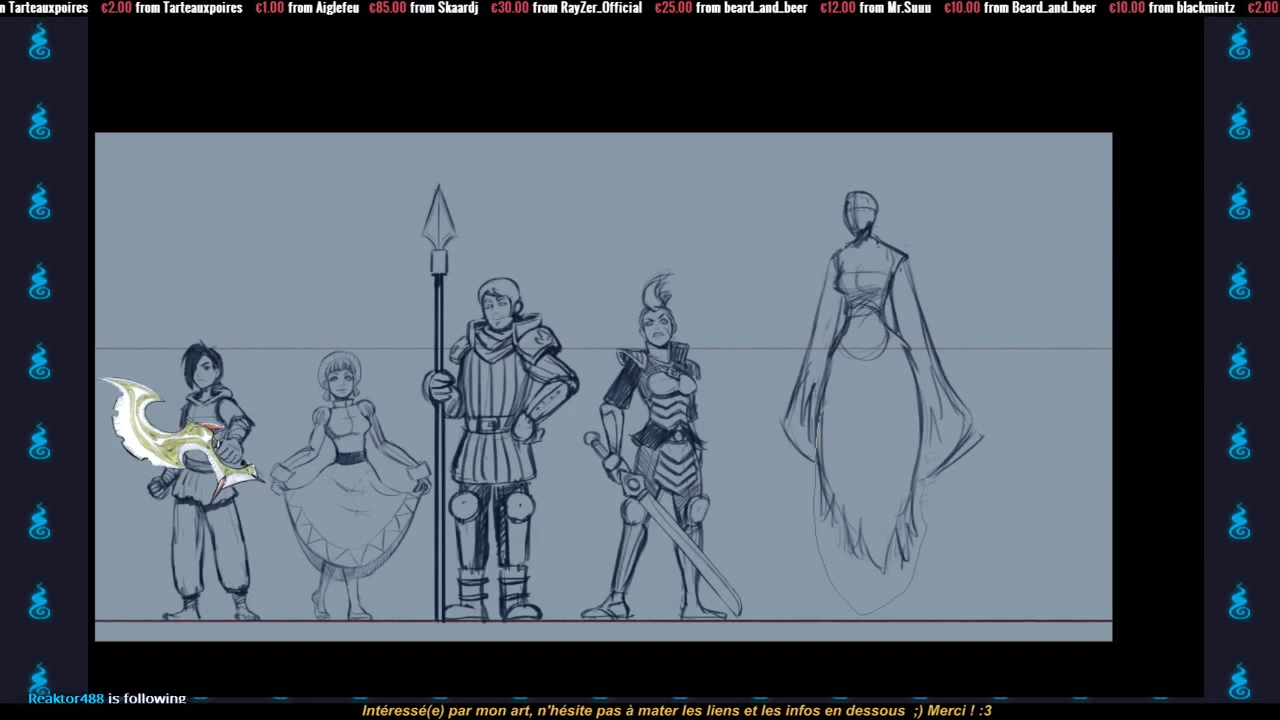 m Tarteauxpoires €2.00 from Tarteauxpoires €1.00 from Aiglefeu €85.00 from Skaardj €30.00 from RayZer_Official €25.00 from beard_and_beer €12.00 from Mr.Suuu €10.00 from Beard_and_beer €10.00 from blackmintz €2.00
Reaktor488 is following
Intéressé(e) par mon art, n'hésite pas à mater les liens et les infos en dessous ;) Merci ! :3